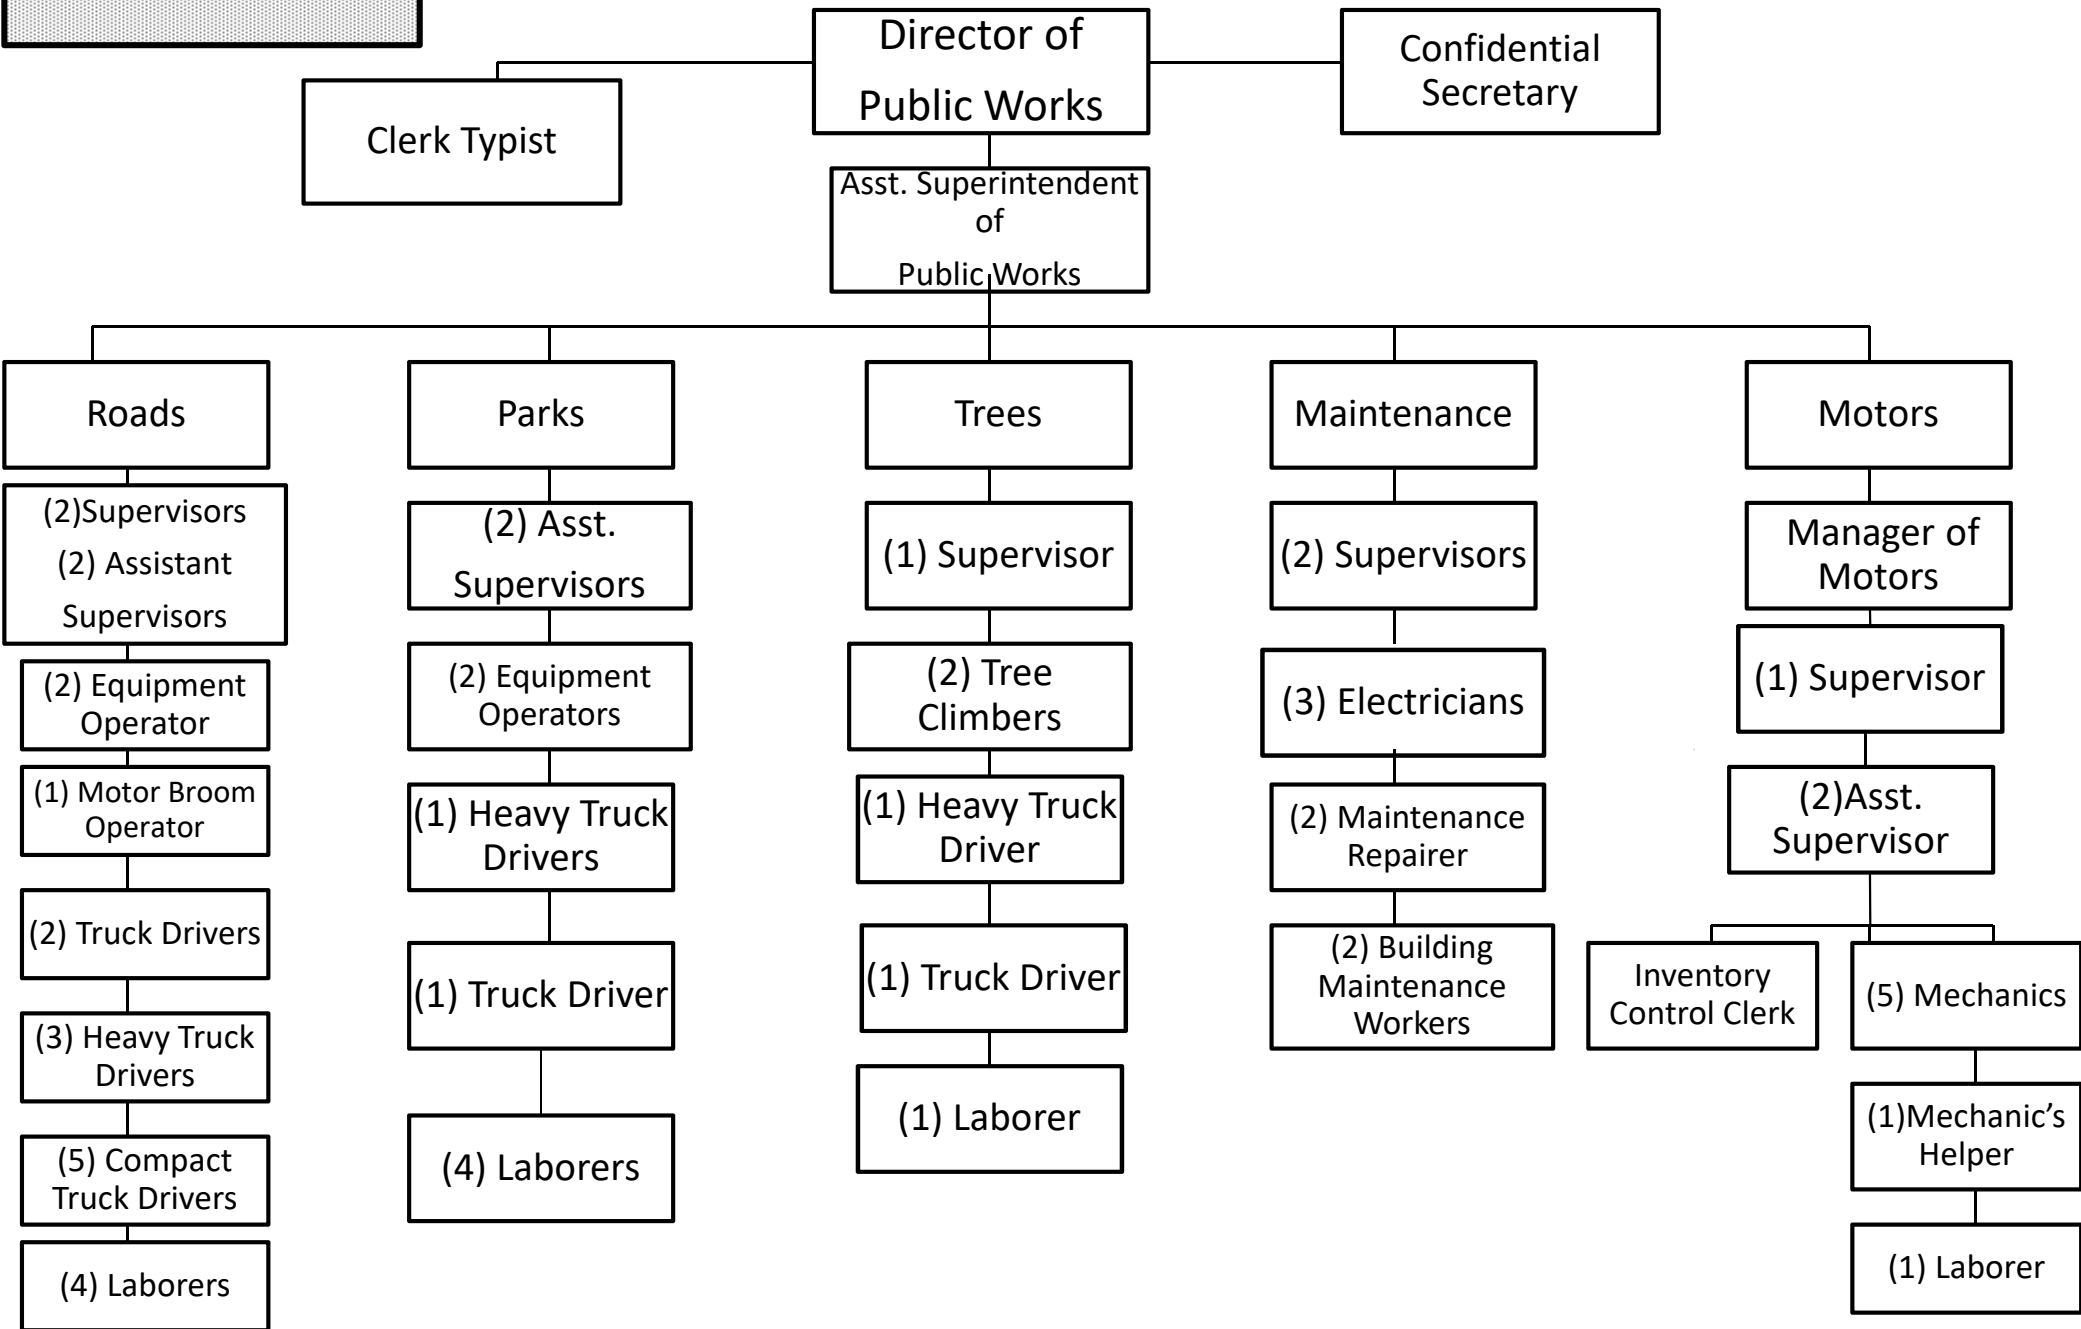 Director of
Public Works
Confidential
Secretary
Clerk Typist
Asst. Superintendent
of
Public Works
Roads
Parks
Trees
Maintenance
Motors
(2)Supervisors
(2) Assistant
Supervisors
(2) Equipment
Operator
(1) Motor Broom
Operator
(2) Truck Drivers
(3) Heavy Truck
Drivers
(5) Compact
Truck Drivers
(4) Laborers
(2) Asst.
Supervisors
(2) Equipment
Operators
(1) Heavy Truck
Drivers
(1) Truck Driver
(4) Laborers
(1) Supervisor
(2) Tree
Climbers
(1) Heavy Truck
Driver
(1) Truck Driver
(1) Laborer
(2) Supervisors
(3) Electricians
(2) Maintenance
Repairer
(2) Building
Maintenance
Workers
Manager of
Motors
(1) Supervisor
(2)Asst.
Supervisor
Inventory
Control Clerk
(5) Mechanics
(1)Mechanic’s
Helper
(1) Laborer